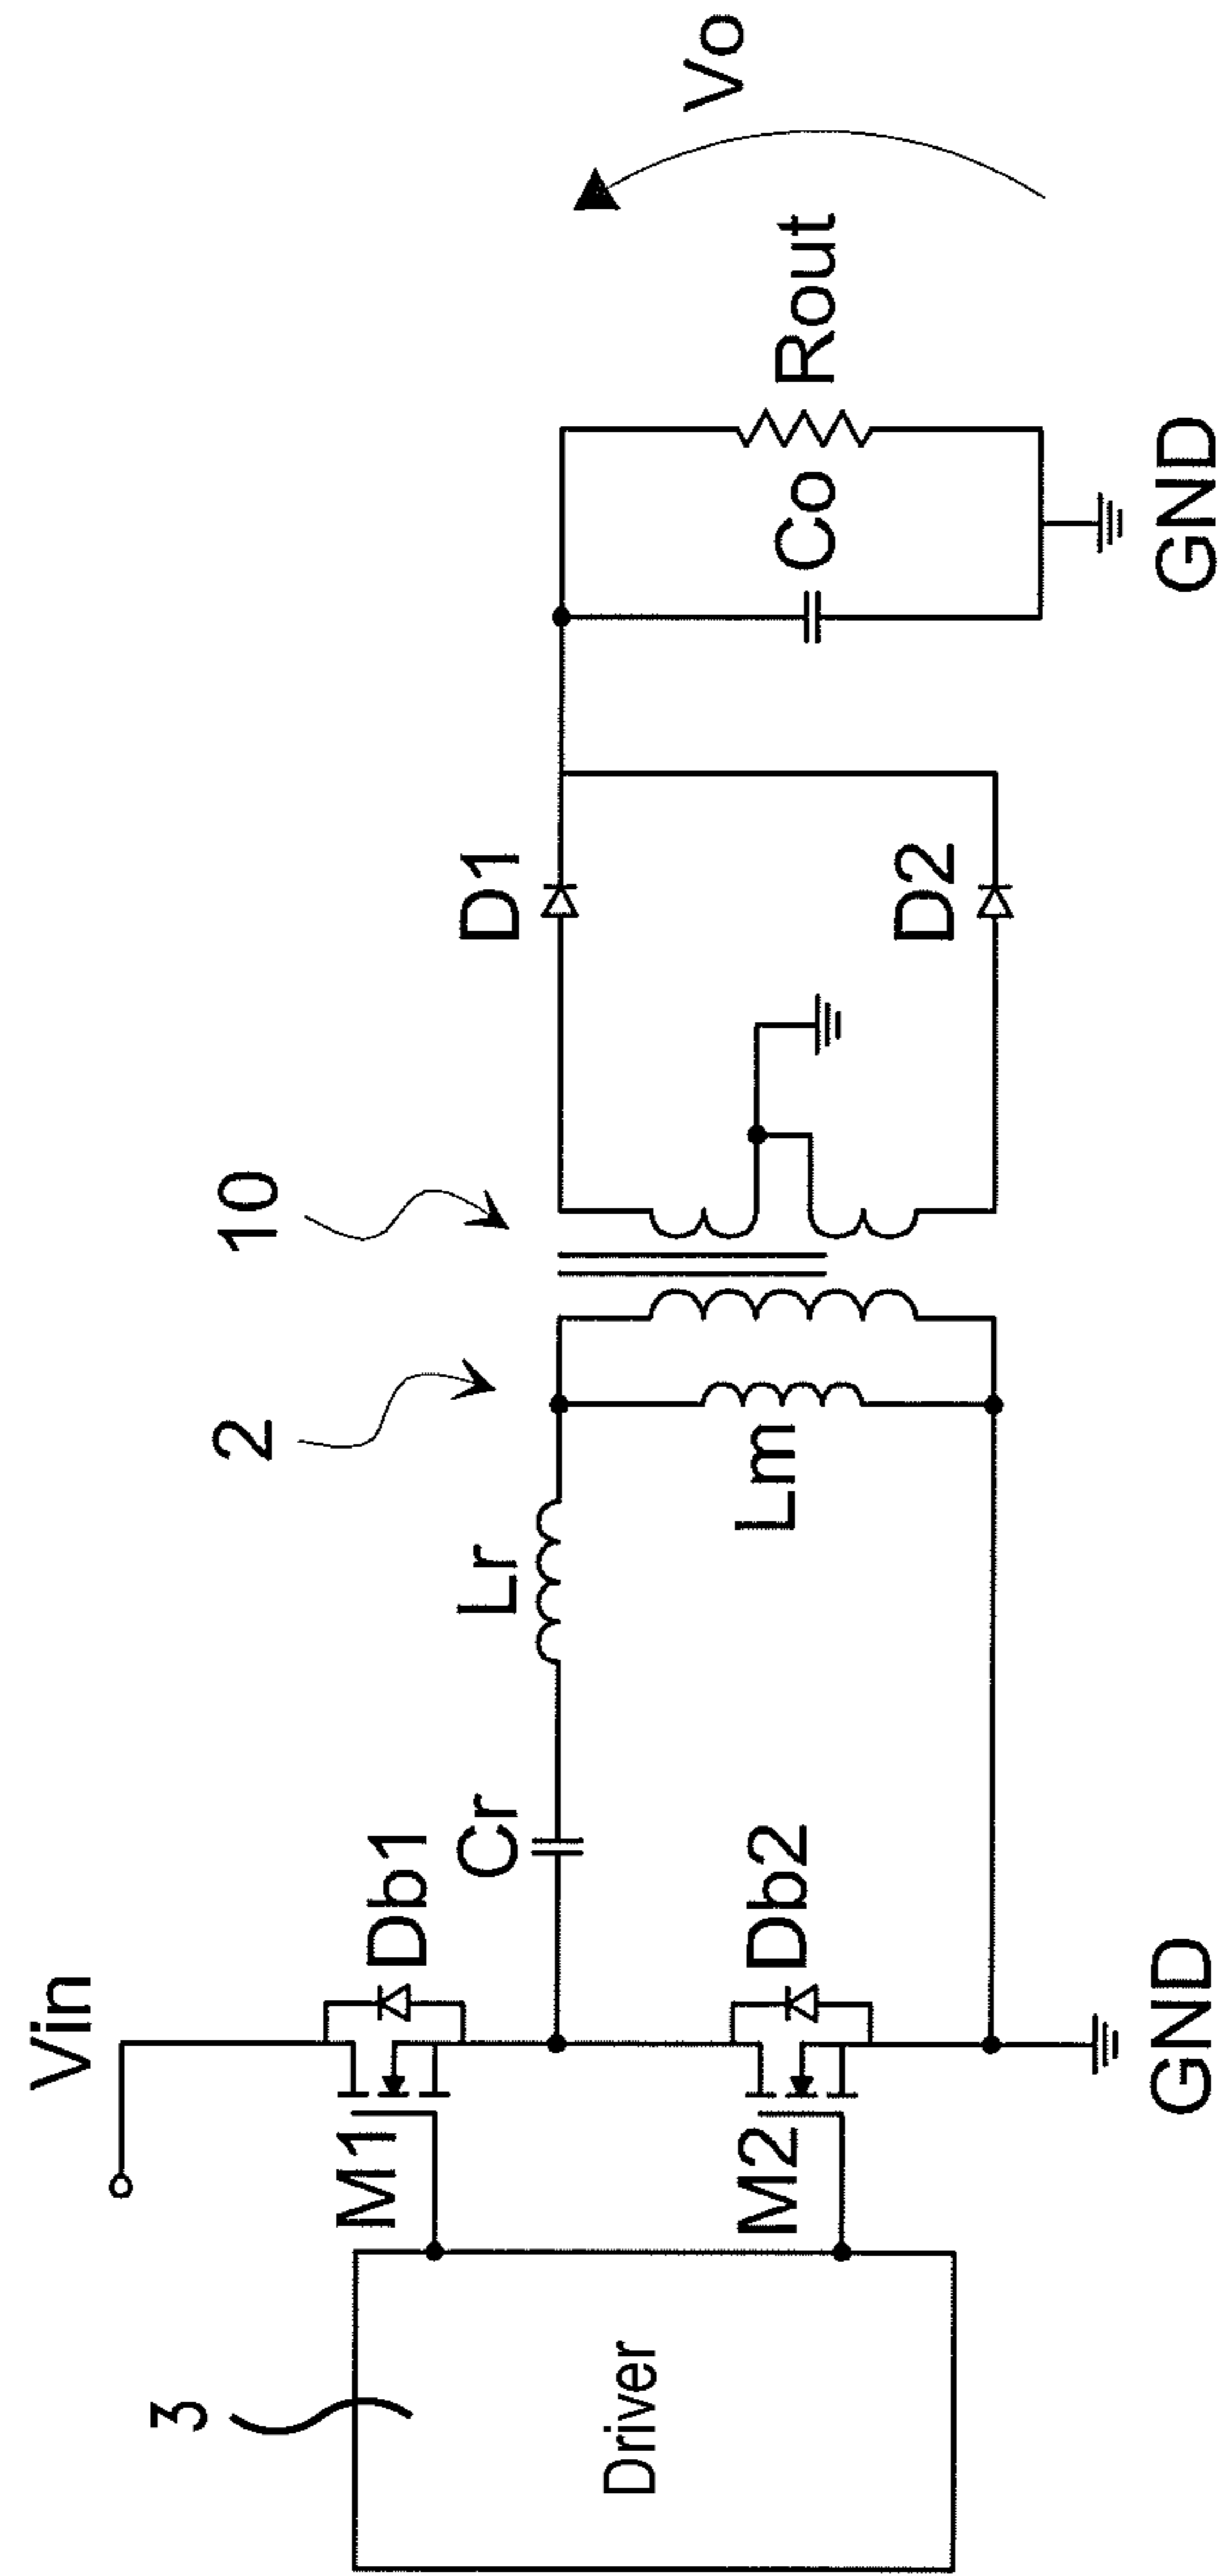 Vin
3
Driver
M1
Db1
M2
Db2
Cr
Lr
Lm
2
10
D1
D2
Co
Rout
Vo
GND
GND